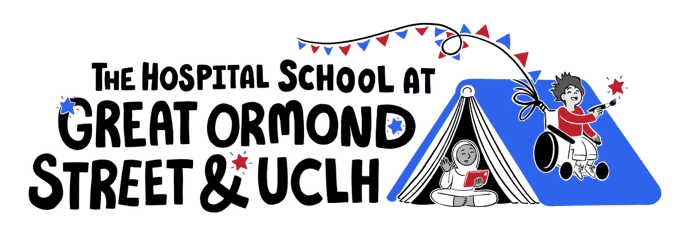 THE HOSPITAL SCHOOL AT
GREAT ORMOND
STREET & UCLH